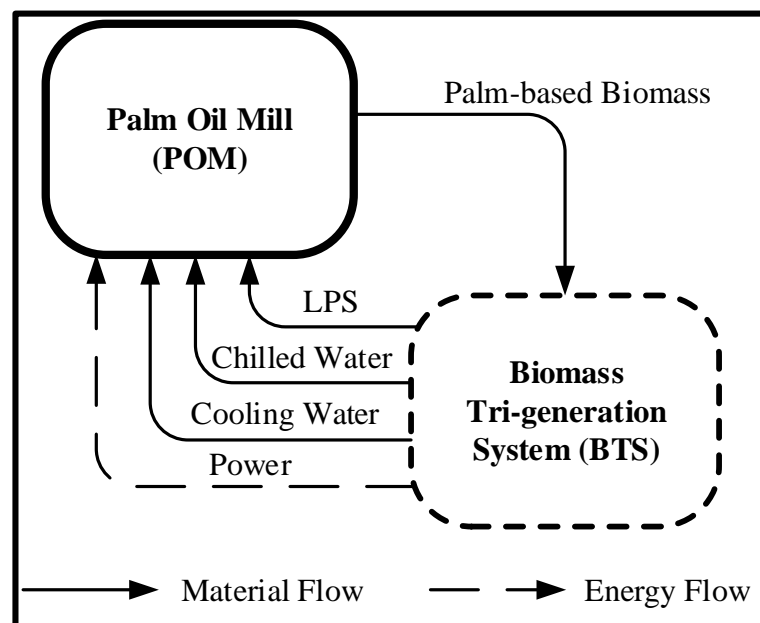 Palm Oil Mill
(POM)
Palm-based Biomass
LPS
Chilled Water
Cooling Water
Power
Biomass
Tri-generation
System (BTS)
Material Flow
Energy Flow